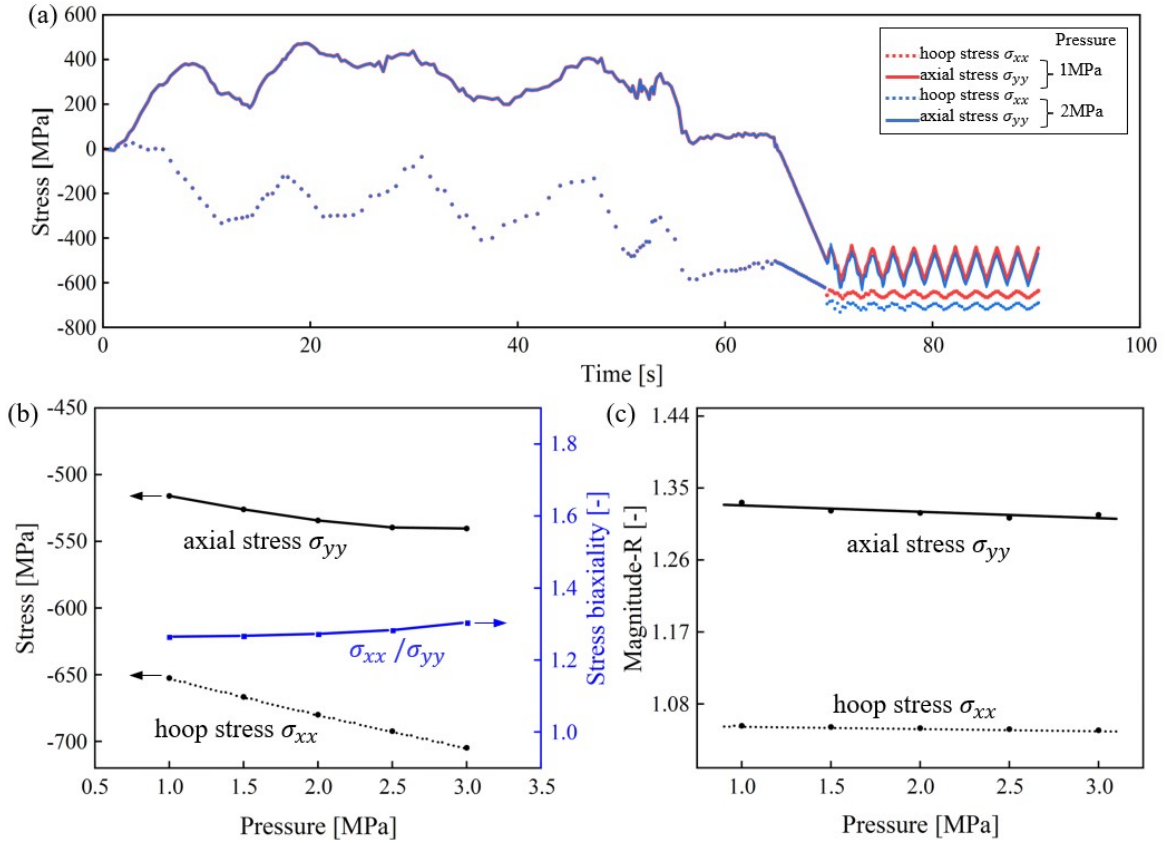 (a)
600
400
200
0
-200
-400
-600
-800
Stress [MPa]
0 20 40 60 80 100
Time [s]
Pressure
hoop stress σxx
axial stress σyy
1MPa
hoop stress σxx
axial stress σyy
2MPa
(b)
-450
-500
-550
-600
-650
-700
Stress [MPa]
axial stress σyy
σxx /σyy
hoop stress σxx
1.8
1.6
1.4
1.2
1.0
Stress biaxiality [-]
0.5 1.0 1.5 2.0 2.5 3.0 3.5
Pressure [MPa]
(c)
1.44
1.35
1.26
1.17
1.08
Magnitude-R [-]
axial stress σyy
hoop stress σxx
1.0 1.5 2.0 2.5 3.0
Pressure [MPa]